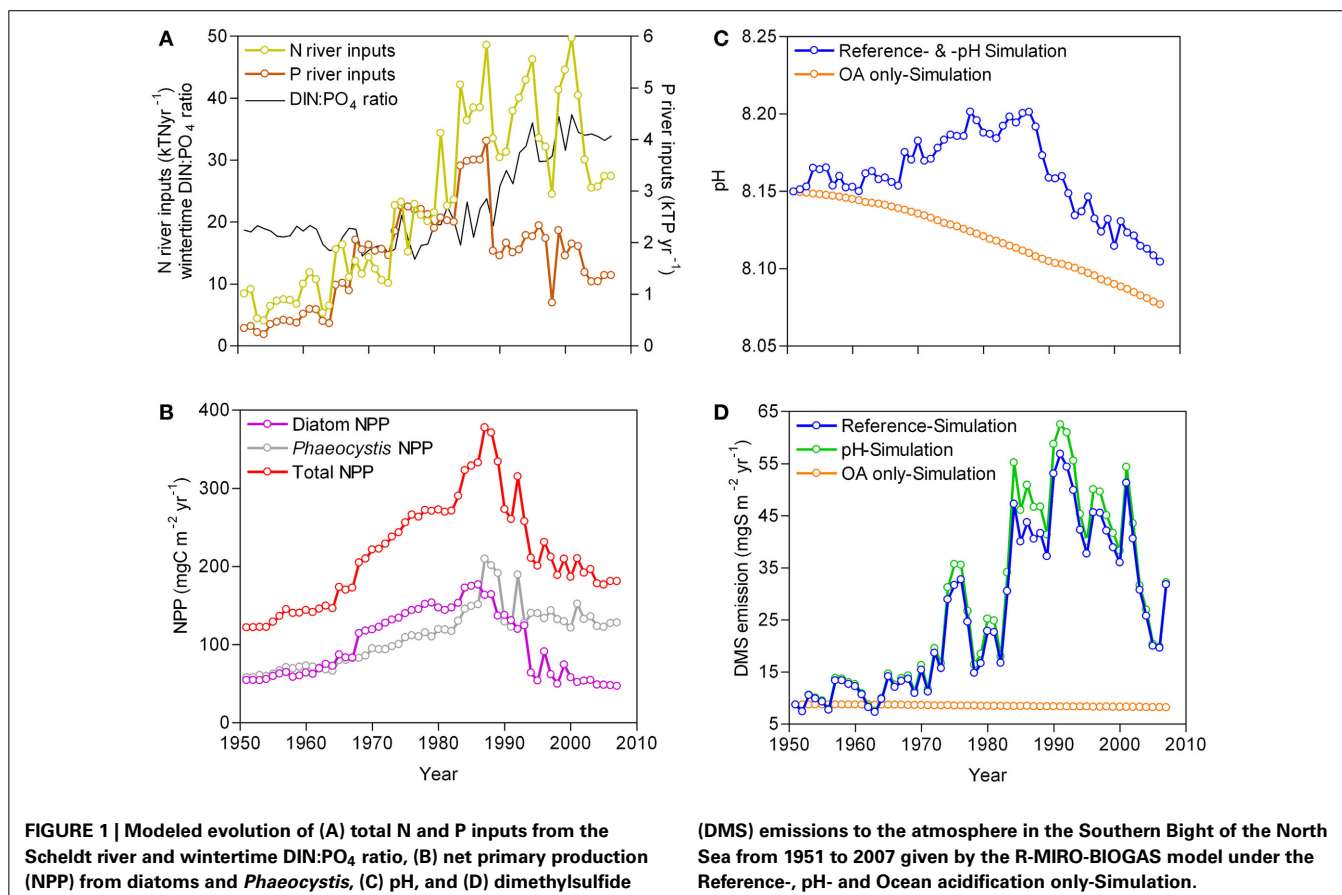 A
N river inputs
P river inputs
DIN:PO₄ ratio
N river inputs (kTNyr⁻¹)
wintertime DIN:PO₄ ratio
50
40
30
20
10
0
P river inputs (kTP yr⁻¹)
6
5
4
3
2
1
0
B
Diatom NPP
Phaeocystis NPP
Total NPP
NPP (mgC m⁻² yr⁻¹)
400
300
200
100
0
1950 1960 1970 1980 1990 2000 2010
Year
C
Reference- & -pH Simulation
OA only-Simulation
pH
8.25
8.20
8.15
8.10
8.05
D
Reference-Simulation
pH-Simulation
OA only-Simulation
DMS emission (mgS m⁻² yr⁻¹)
65
55
45
35
25
15
5
1950 1960 1970 1980 1990 2000 2010
Year
FIGURE 1 | Modeled evolution of (A) total N and P inputs from the
Scheldt river and wintertime DIN:PO₄ ratio, (B) net primary production
(NPP) from diatoms and Phaeocystis, (C) pH, and (D) dimethylsulfide
(DMS) emissions to the atmosphere in the Southern Bight of the North
Sea from 1951 to 2007 given by the R-MIRO-BIOGAS model under the
Reference-, pH- and Ocean acidification only-Simulation.